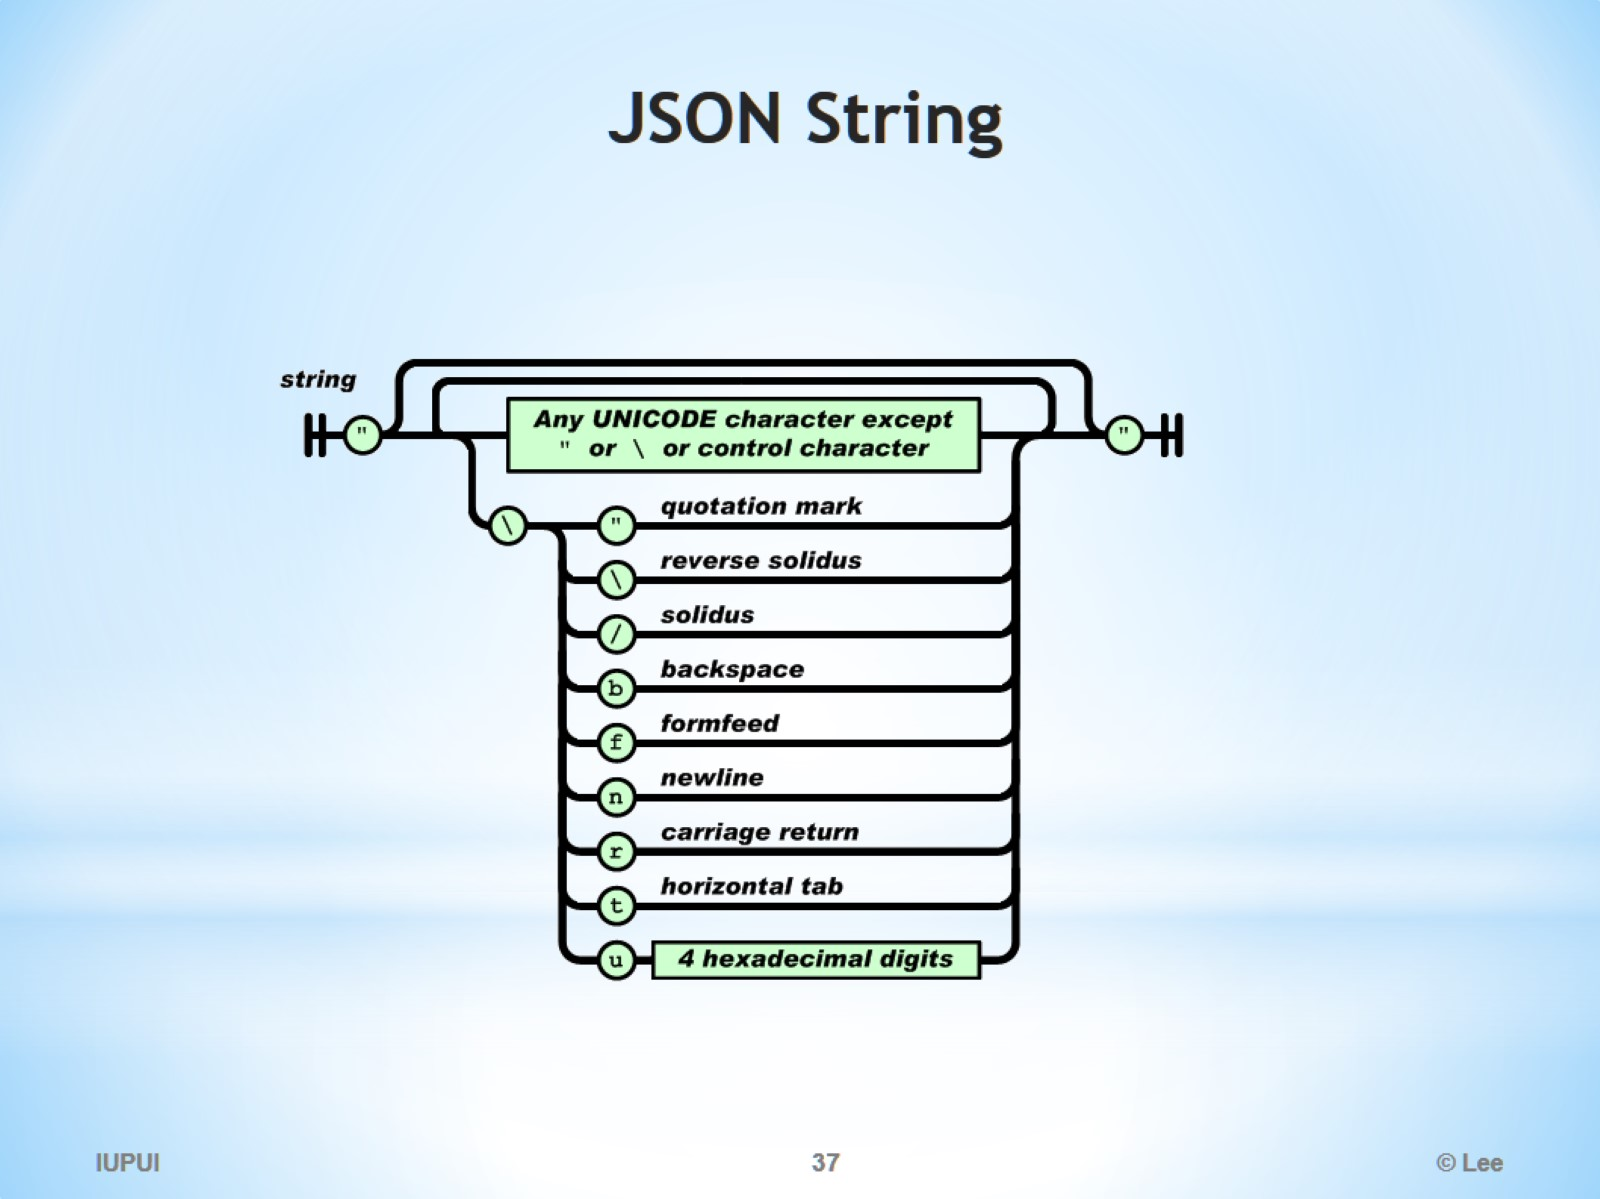 JSON String
string
"
Any UNICODE character except
" or \ or control character
"
\
" quotation mark
\ reverse solidus
/ solidus
b backspace
f formfeed
n newline
r carriage return
t horizontal tab
u 4 hexadecimal digits
IUPUI 37 © Lee